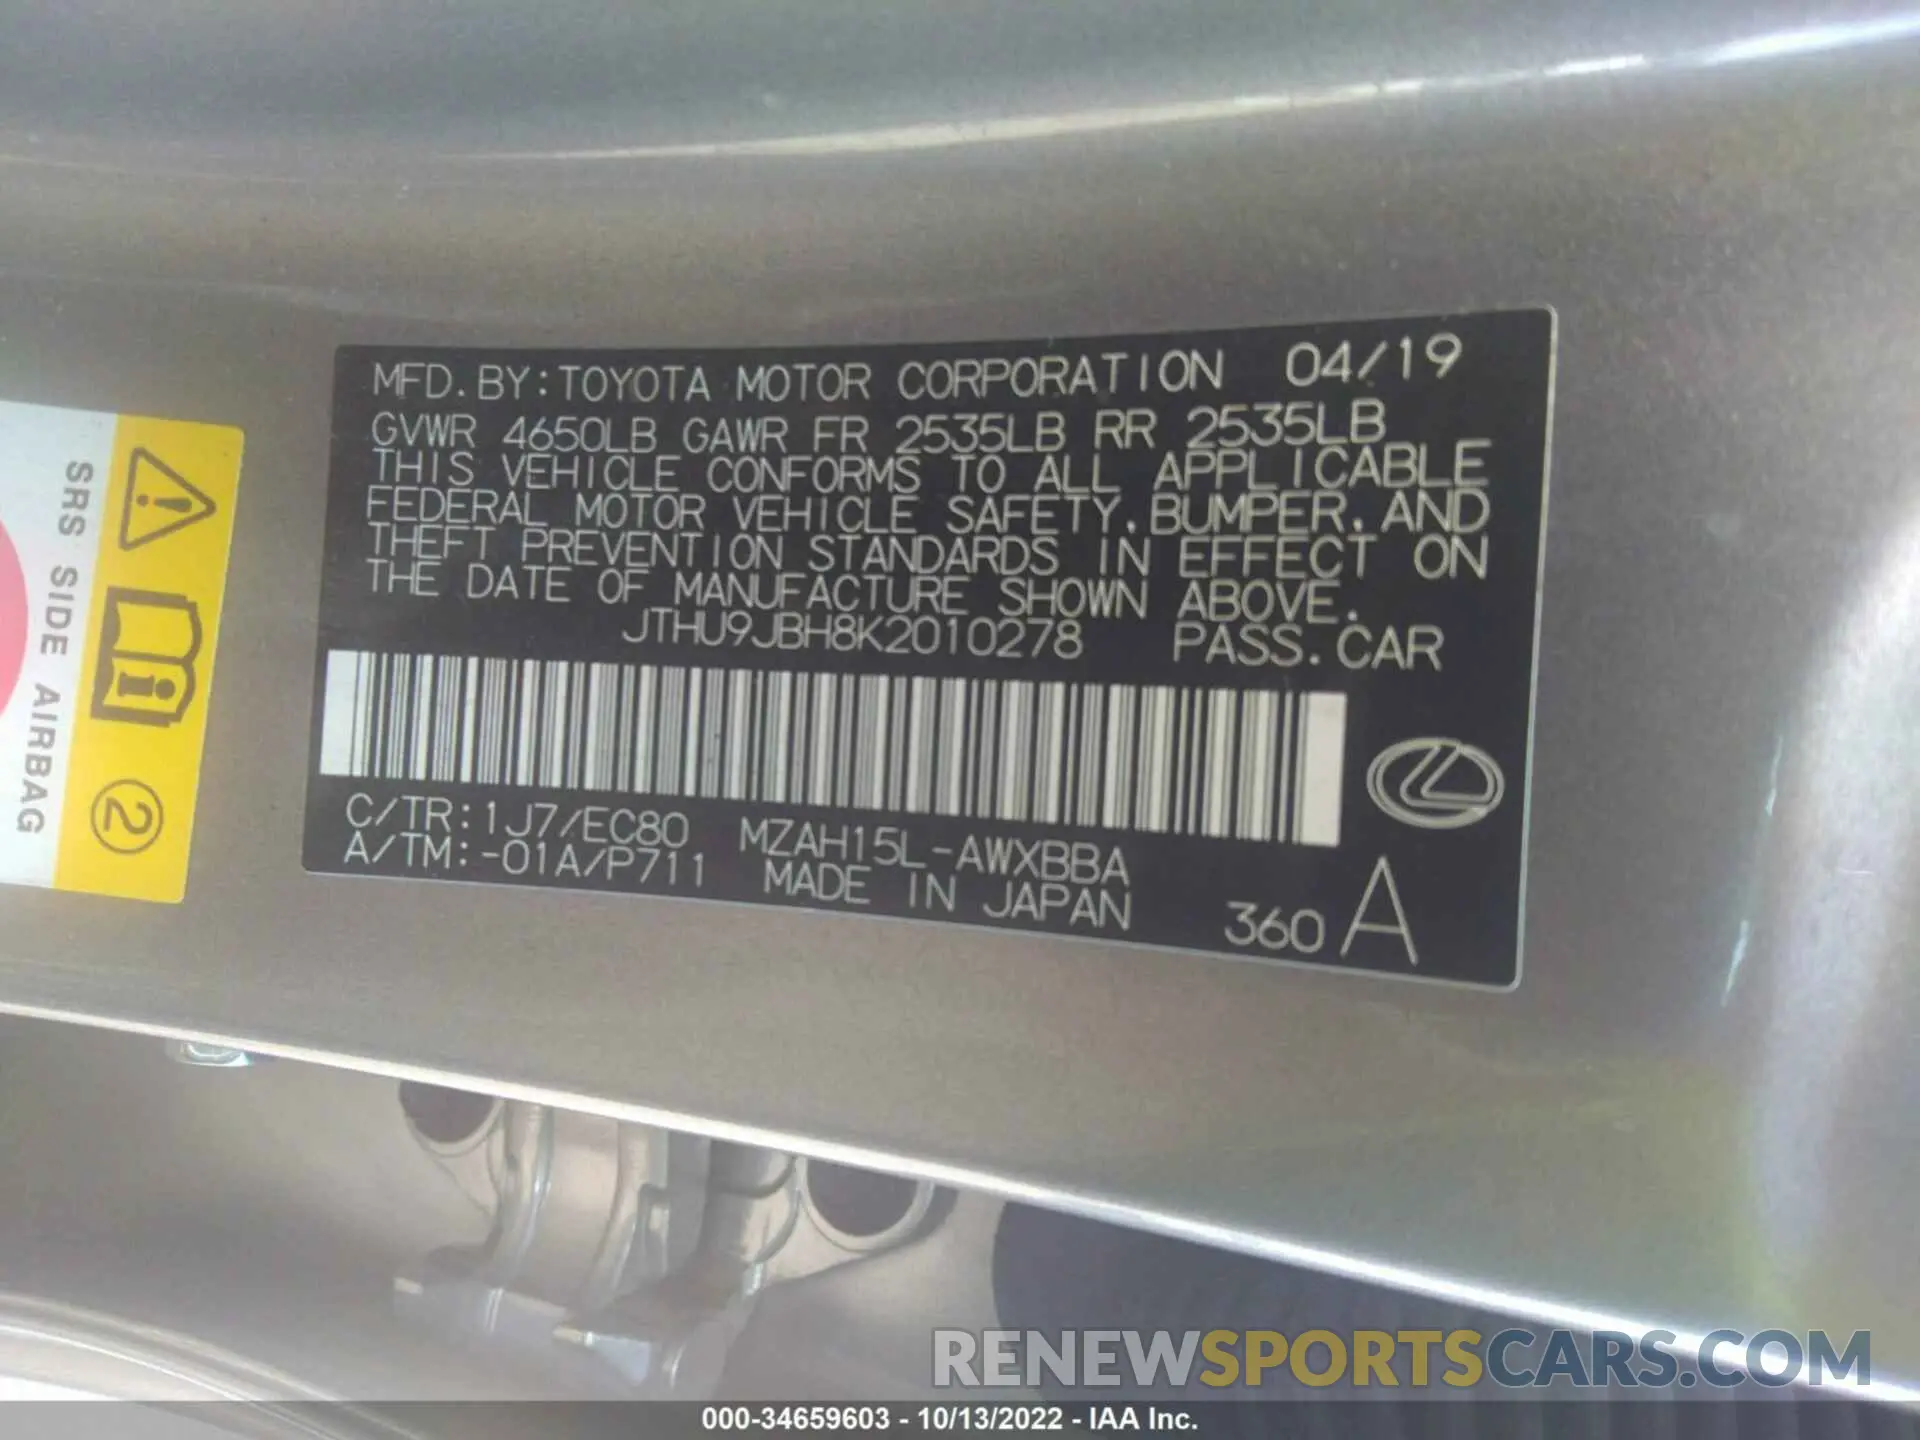 MFD.BY:TOYOTA MOTOR CORPORATION 04/19
GVWR 4650LB GAWR FR 2535LB RR 2535LB
THIS VEHICLE CONFORMS TO ALL APPLICABLE
FEDERAL MOTOR VEHICLE SAFETY,BUMPER,AND
THEFT PREVENTION STANDARDS IN EFFECT ON
THE DATE OF MANUFACTURE SHOWN ABOVE.
JTHU9JBH8K2010278 PASS.CAR
C/TR:1J7/EC80 MZAH15L-AWXBBA
A/TM:-01A/P711 MADE IN JAPAN
360 A
SRS SIDE AIRBAG
2
RENEWSPORTSCARS.COM
000-34659603 - 10/13/2022 - IAA Inc.